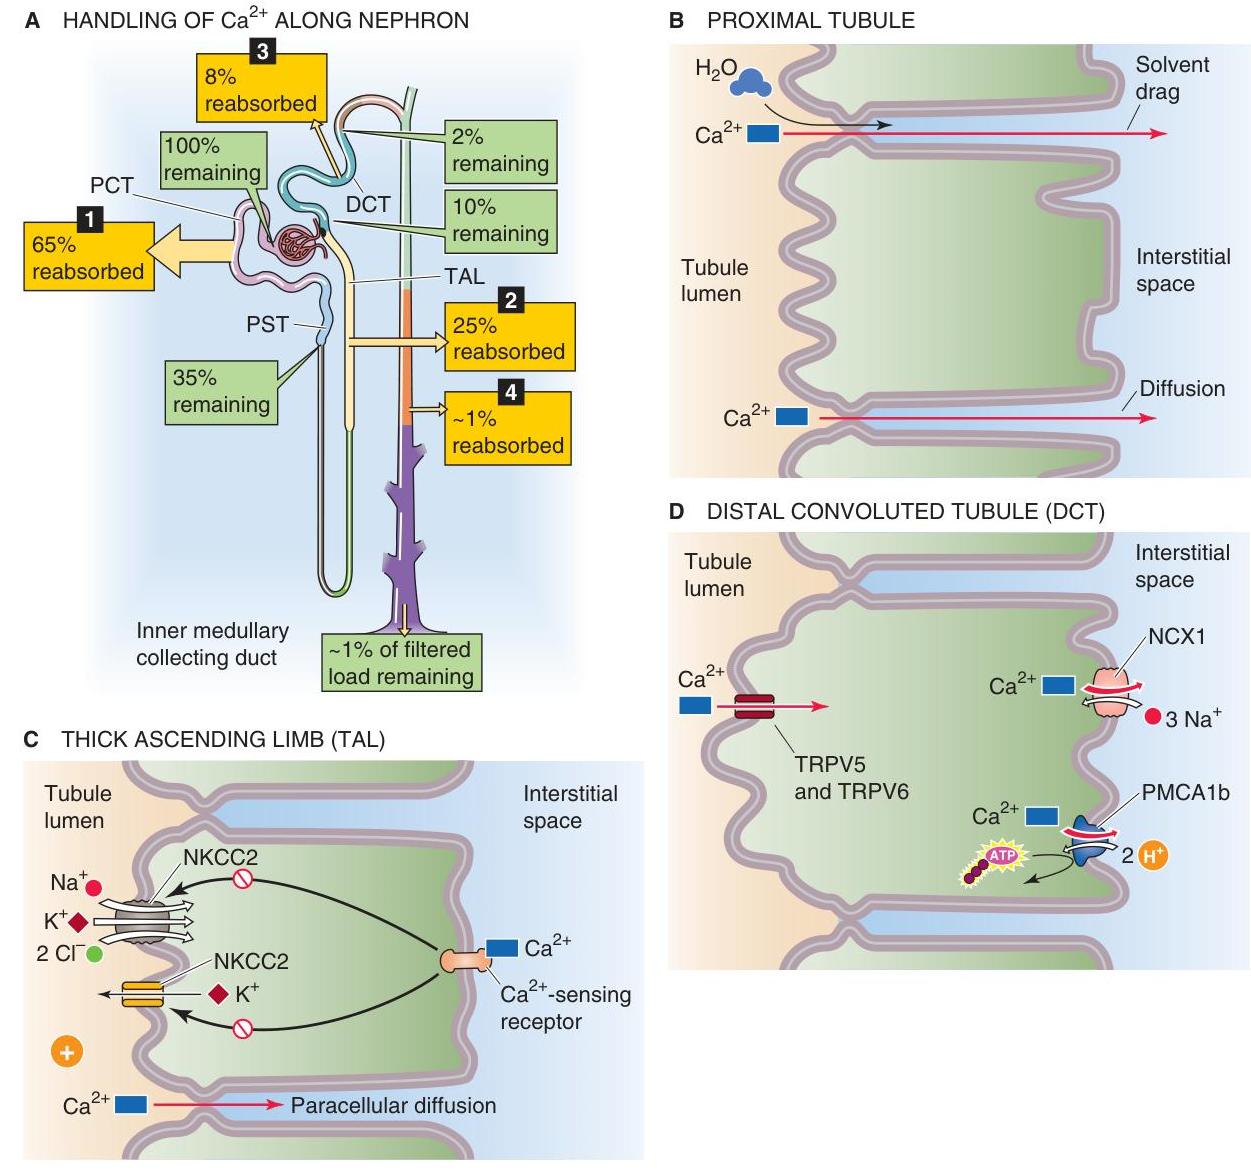 A HANDLING OF Ca²⁺ ALONG NEPHRON
3
8%
reabsorbed
100%
remaining
2%
remaining
PCT
DCT
10%
remaining
1
65%
reabsorbed
TAL
2
25%
reabsorbed
PST
35%
remaining
4
~1%
reabsorbed
Inner medullary
collecting duct
~1% of filtered
load remaining
B PROXIMAL TUBULE
H₂O
Solvent
drag
Ca²⁺
Tubule
lumen
Interstitial
space
Diffusion
Ca²⁺
C THICK ASCENDING LIMB (TAL)
Tubule
lumen
Interstitial
space
NKCC2
Na⁺
K⁺
2 Cl⁻
Ca²⁺
NKCC2
K⁺
Ca²⁺-sensing
receptor
+
Ca²⁺
Paracellular diffusion
D DISTAL CONVOLUTED TUBULE (DCT)
Tubule
lumen
Interstitial
space
NCX1
Ca²⁺
Ca²⁺
3 Na⁺
TRPV5
and TRPV6
PMCA1b
Ca²⁺
ATP
2 H⁺